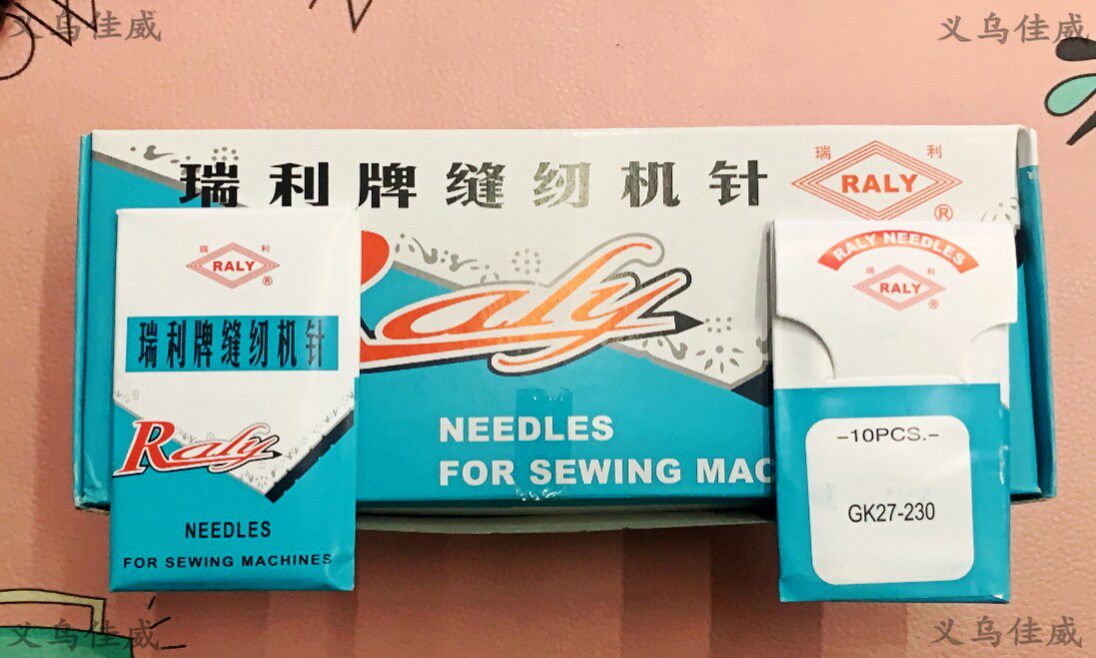 义乌佳威
义乌佳威
瑞利牌缝纫机针
瑞 利
RALY
®
Raly
NEEDLES
FOR SEWING MAC
瑞 利
RALY
®
瑞利牌缝纫机针
Raly
NEEDLES
FOR SEWING MACHINES
RALY NEEDLES
瑞 利
RALY
®
-10PCS.-
GK27-230
义乌佳威
义乌佳威